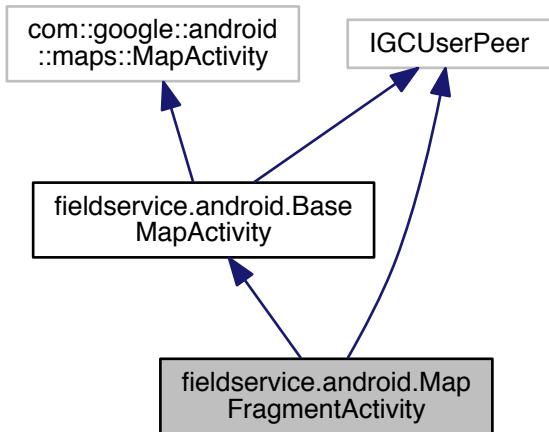 com::google::android
::maps::MapActivity
IGCUserPeer
fieldservice.android.Base
MapActivity
fieldservice.android.Map
FragmentActivity